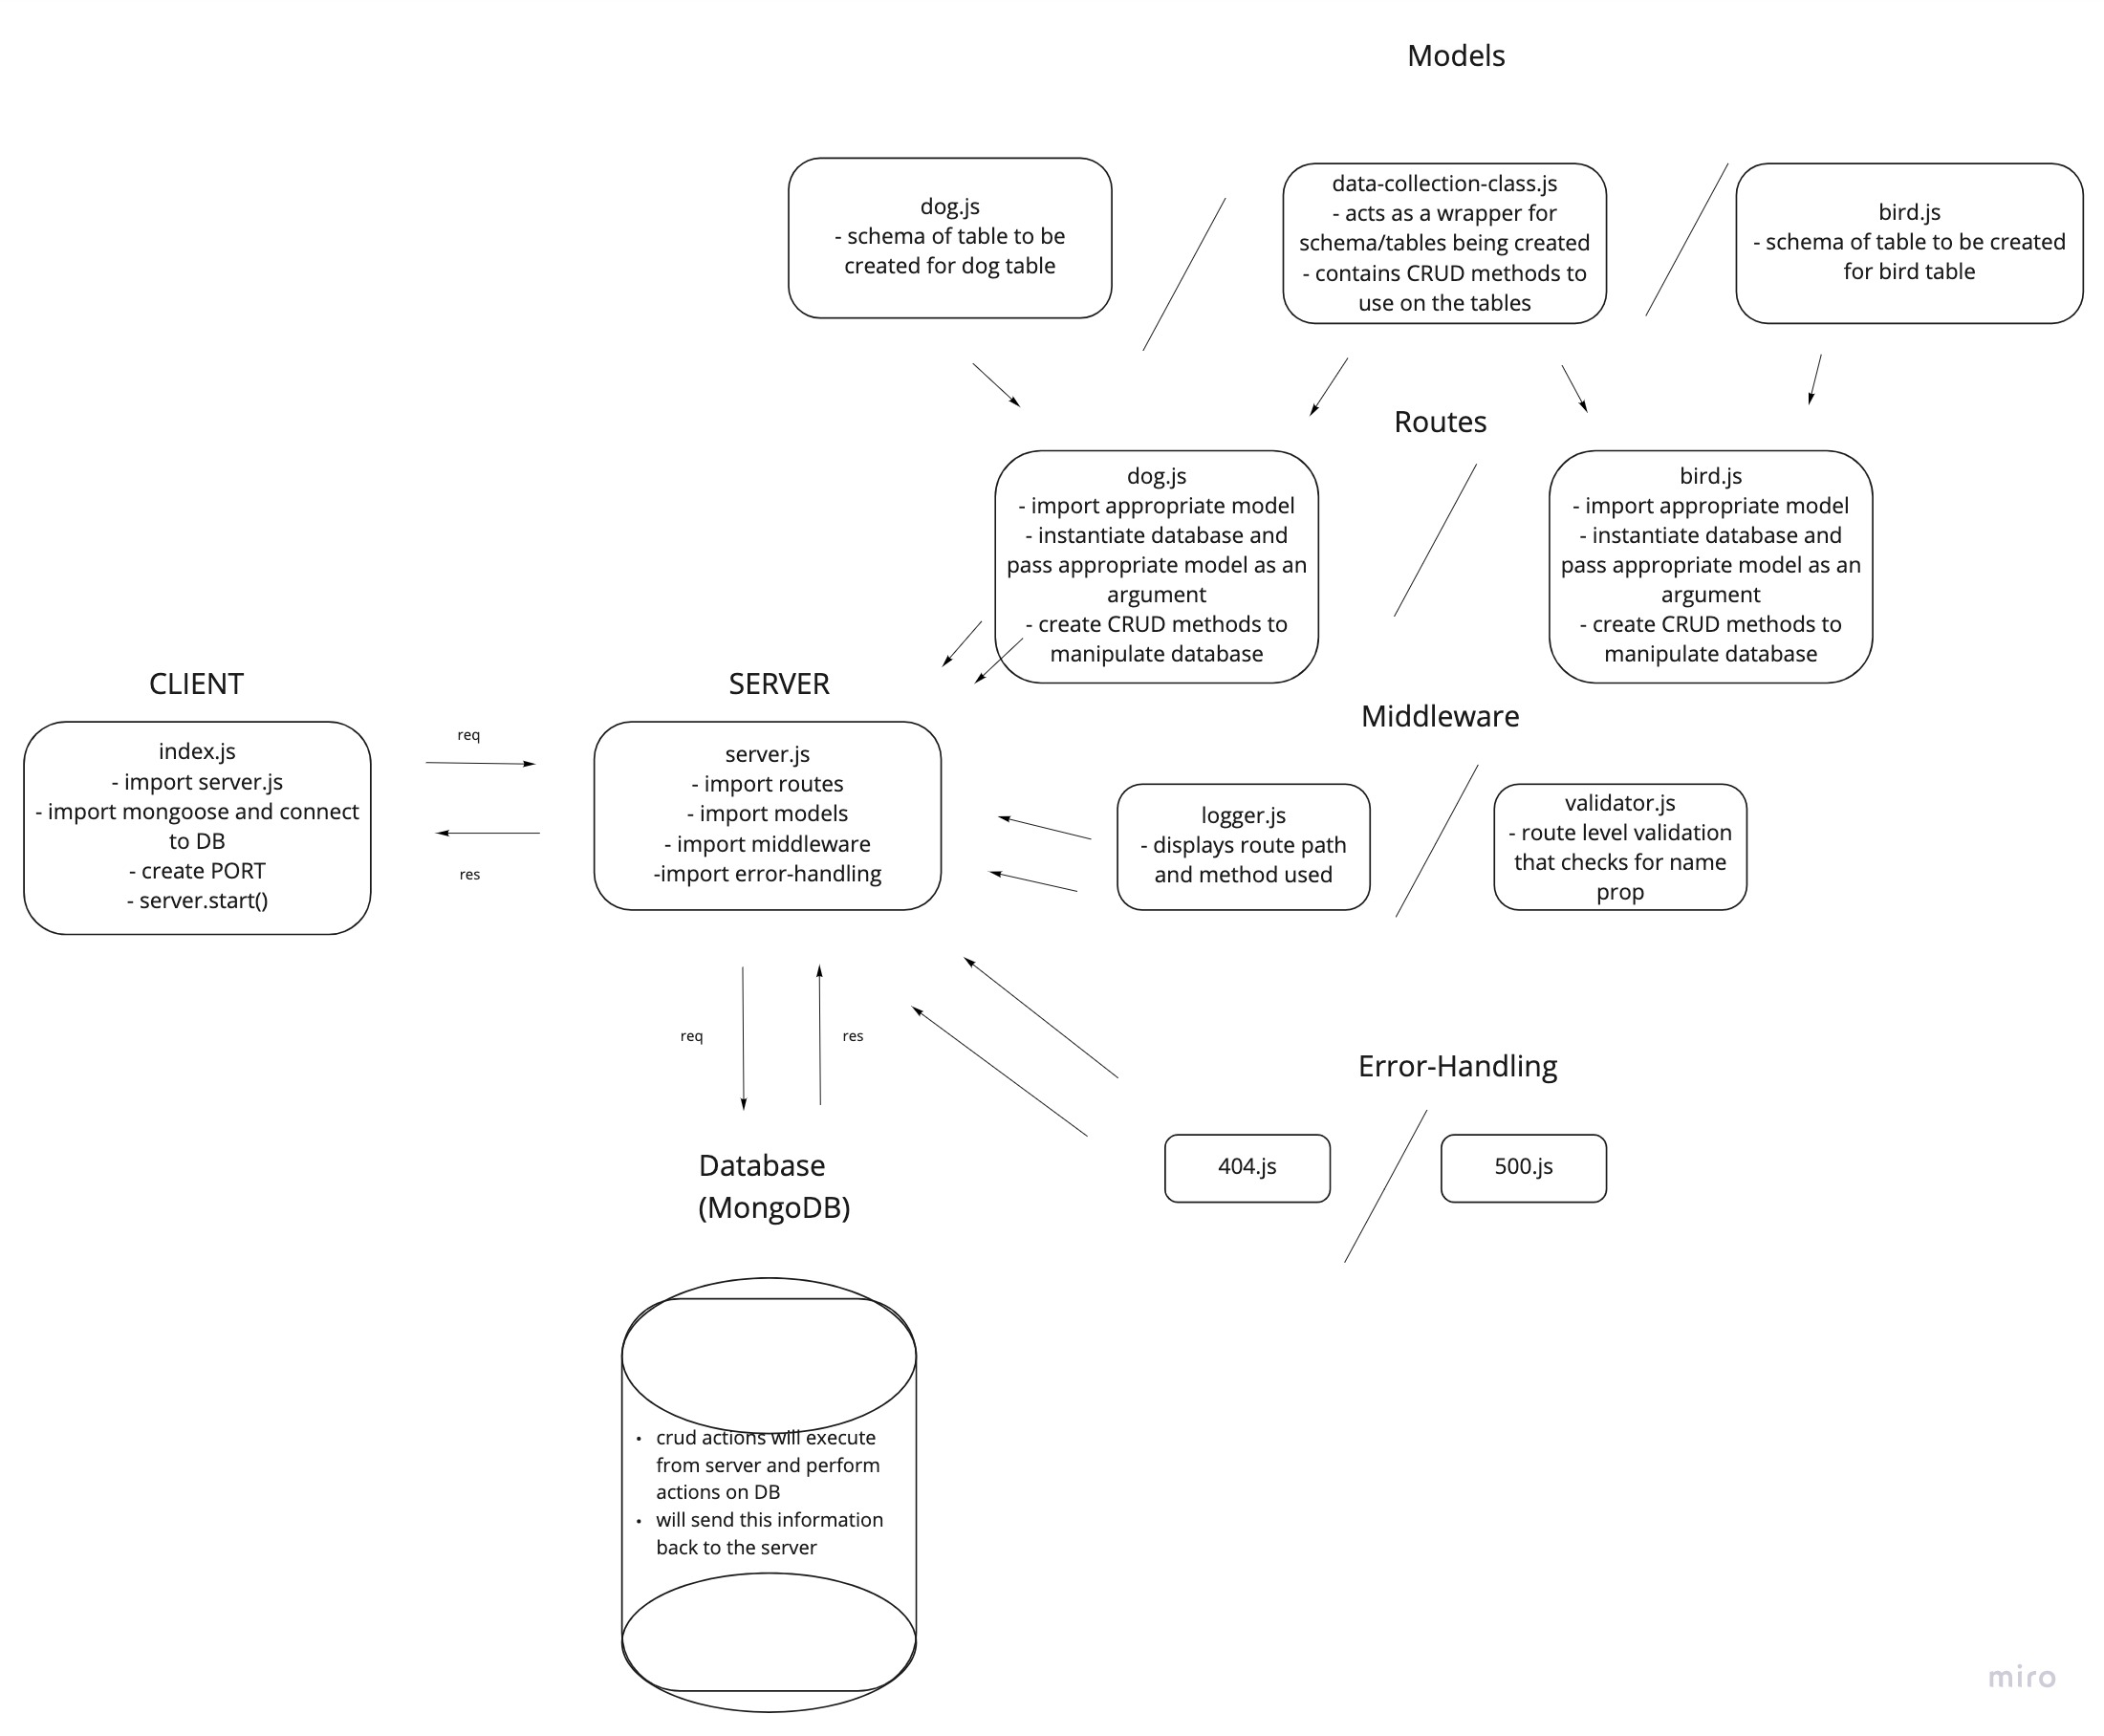 Models
dog.js
- schema of table to be
created for dog table
data-collection-class.js
- acts as a wrapper for
schema/tables being created
- contains CRUD methods to
use on the tables
bird.js
- schema of table to be created
for bird table
Routes
dog.js
- import appropriate model
- instantiate database and
pass appropriate model as an
argument
- create CRUD methods to
manipulate database
bird.js
- import appropriate model
- instantiate database and
pass appropriate model as an
argument
- create CRUD methods to
manipulate database
CLIENT
index.js
- import server.js
- import mongoose and connect
to DB
- create PORT
- server.start()
req
res
SERVER
server.js
- import routes
- import models
- import middleware
-import error-handling
Middleware
logger.js
- displays route path
and method used
validator.js
- route level validation
that checks for name
prop
req
res
Error-Handling
404.js
500.js
Database
(MongoDB)
• crud actions will execute
from server and perform
actions on DB
• will send this information
back to the server
miro